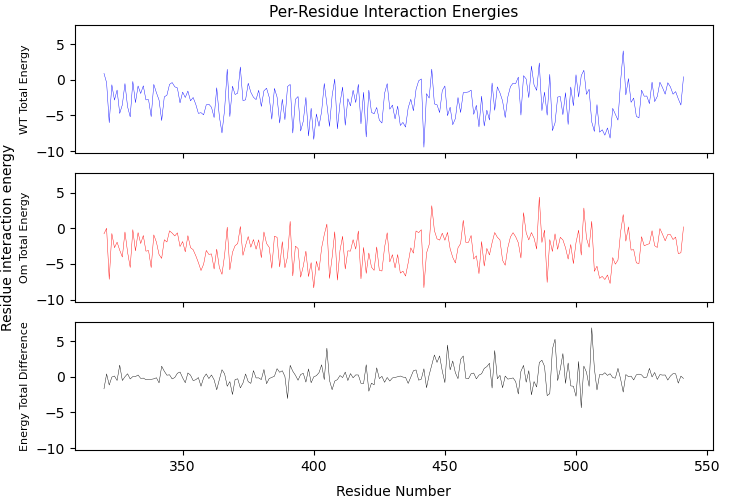 Per-Residue Interaction Energies
Residue interaction energy
WT Total Energy
5
0
−5
−10
Om Total Energy
5
0
−5
−10
Energy Total Difference
5
0
−5
−10
350 400 450 500 550
Residue Number